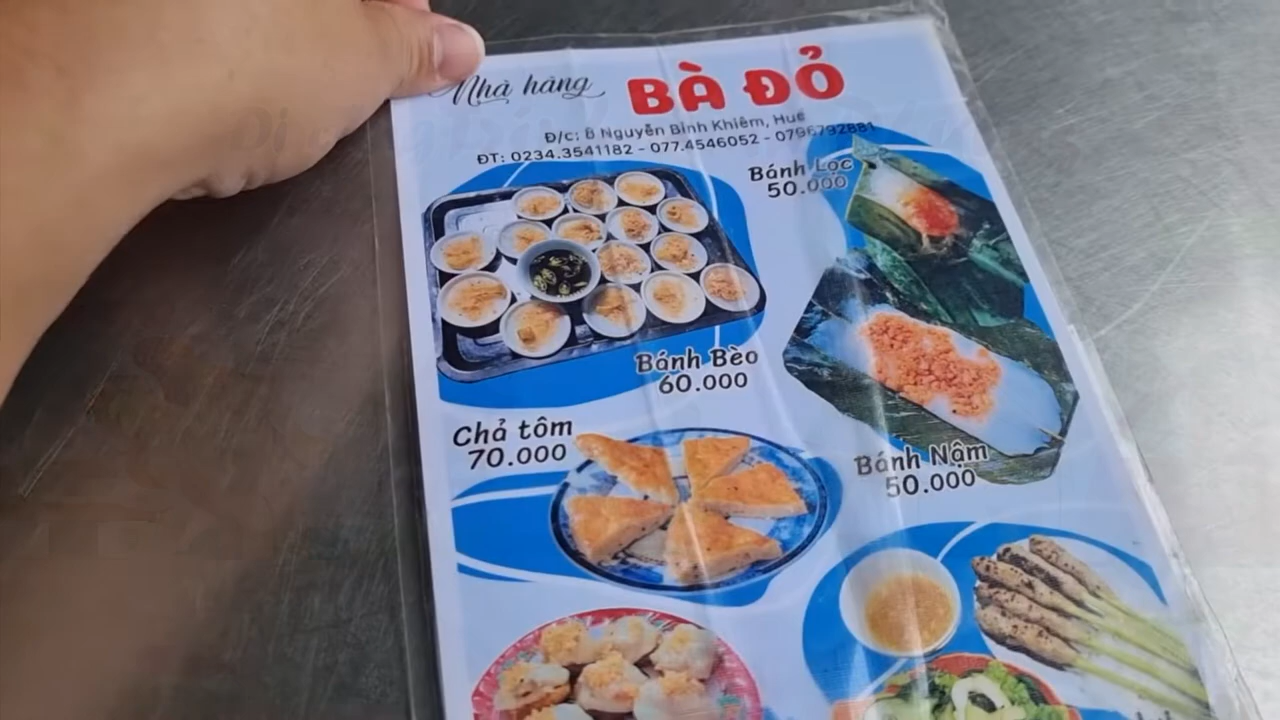 Nhà hàng BÀ ĐỎ
Đ/c: 8 Nguyễn Bỉnh Khiêm, Huế
ĐT: 0234.3541182 - 077.4546052 - 0796792881
Bánh Lọc
50.000
Bánh Bèo
60.000
Chả tôm
70.000
Bánh Nậm
50.000